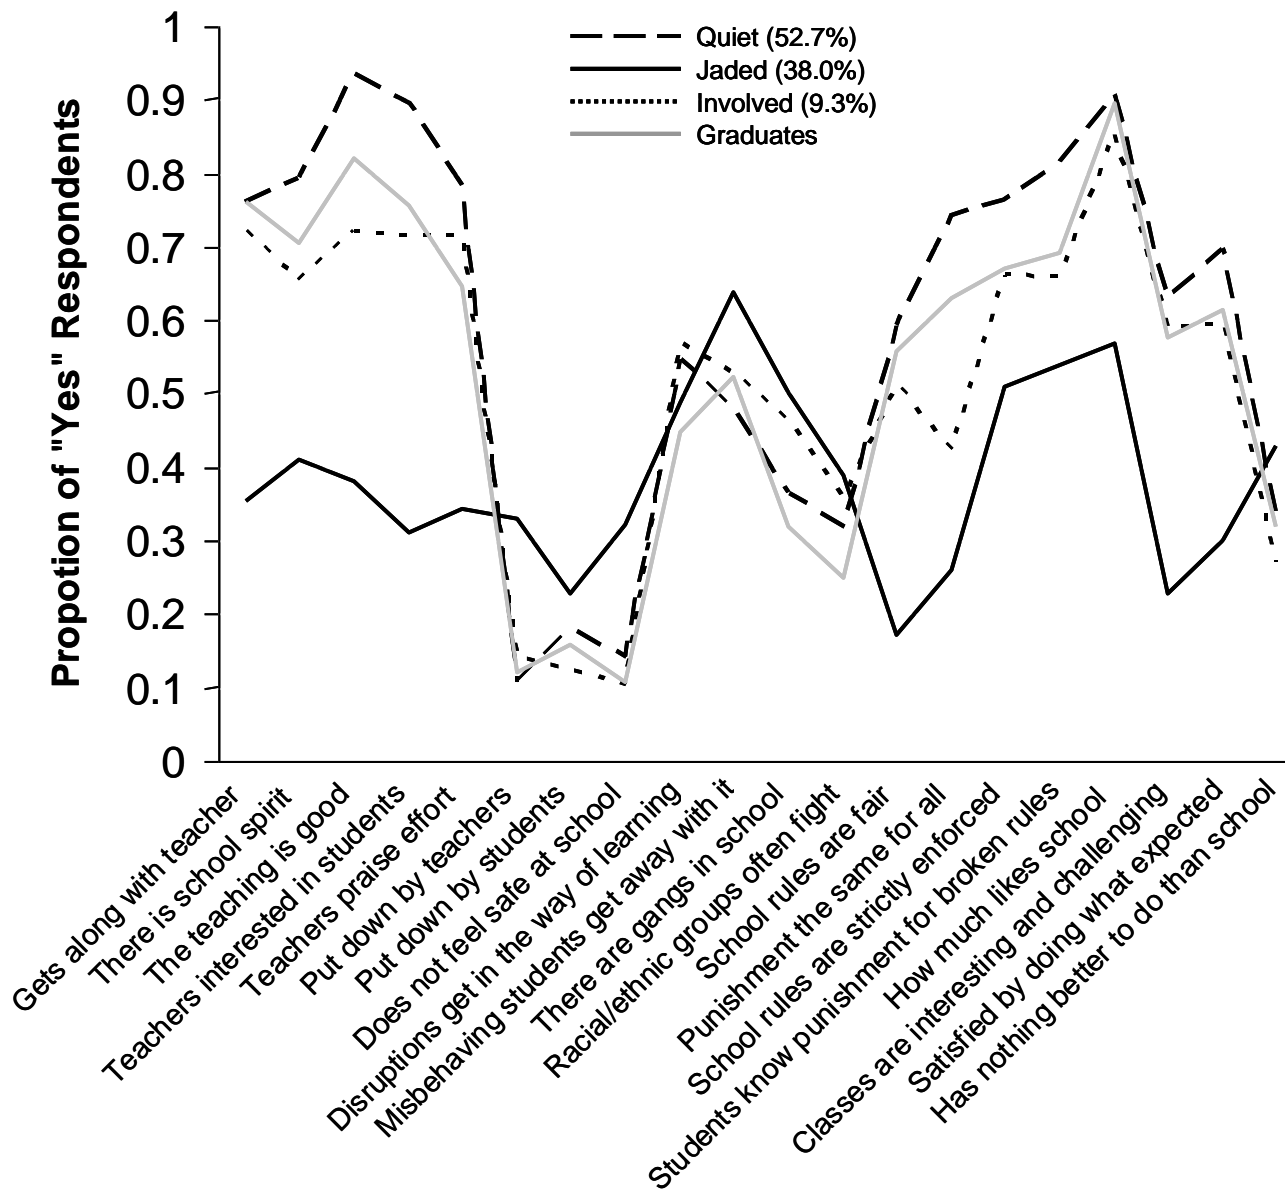 Propotion of "Yes" Respondents
1
0.9
0.8
0.7
0.6
0.5
0.4
0.3
0.2
0.1
0
Quiet (52.7%)
Jaded (38.0%)
Involved (9.3%)
Graduates
Gets along with teacher
There is school spirit
The teaching is good
Teachers interested in students
Teachers praise effort
Put down by teachers
Put down by students
Does not feel safe at school
Disruptions get in the way of learning
Misbehaving students get away with it
There are gangs in school
Racial/ethnic groups often fight
School rules are fair
Punishment the same for all
School rules are strictly enforced
Students know punishment for broken rules
How much likes school
Classes are interesting and challenging
Satisfied by doing what expected
Has nothing better to do than school